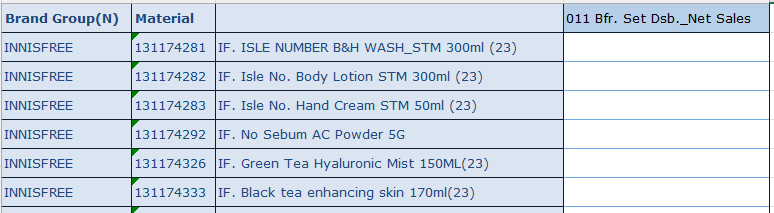 Brand Group(N) Material 011 Bfr. Set Dsb._Net Sales
INNISFREE 131174281 IF. ISLE NUMBER B&H WASH_STM 300ml (23)
INNISFREE 131174282 IF. Isle No. Body Lotion STM 300ml (23)
INNISFREE 131174283 IF. Isle No. Hand Cream STM 50ml (23)
INNISFREE 131174292 IF. No Sebum AC Powder 5G
INNISFREE 131174326 IF. Green Tea Hyaluronic Mist 150ML(23)
INNISFREE 131174333 IF. Black tea enhancing skin 170ml(23)